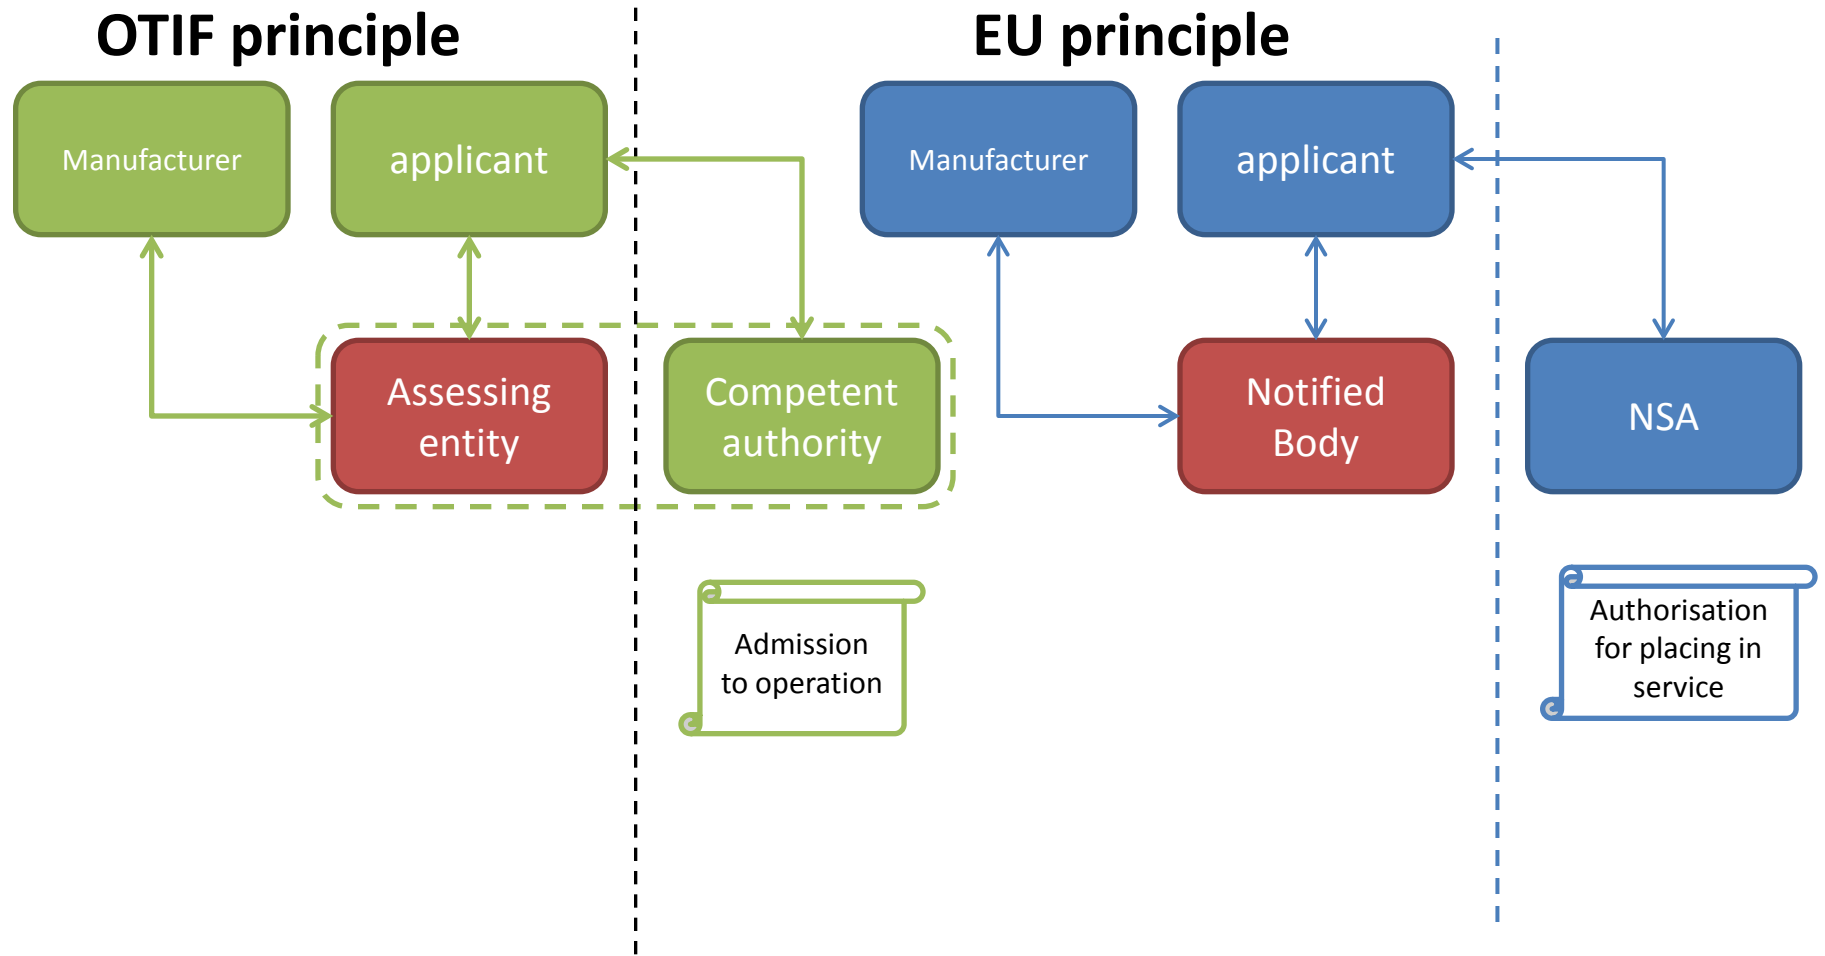 OTIF principle
EU principle
Manufacturer
applicant
Manufacturer
applicant
Assessing
entity
Competent
authority
Notified
Body
NSA
Admission
to operation
Authorisation
for placing in
service